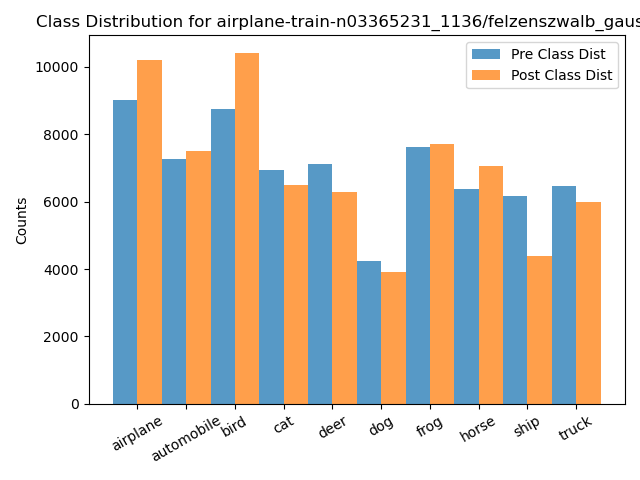 Class Distribution for airplane-train-n03365231_1136/felzenszwalb_gaus
Pre Class Dist
Post Class Dist
Counts
10000
8000
6000
4000
2000
0
airplane
automobile
bird
cat
deer
dog
frog
horse
ship
truck